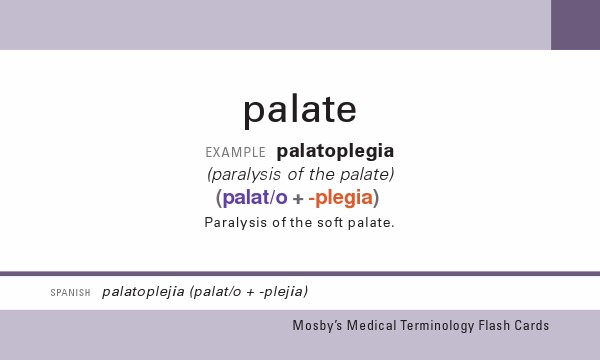 palate
EXAMPLE palatoplegia
(paralysis of the palate)
(palat/o + -plegia)
Paralysis of the soft palate.
SPANISH palatoplejia (palat/o + -plejia)
Mosby's Medical Terminology Flash Cards